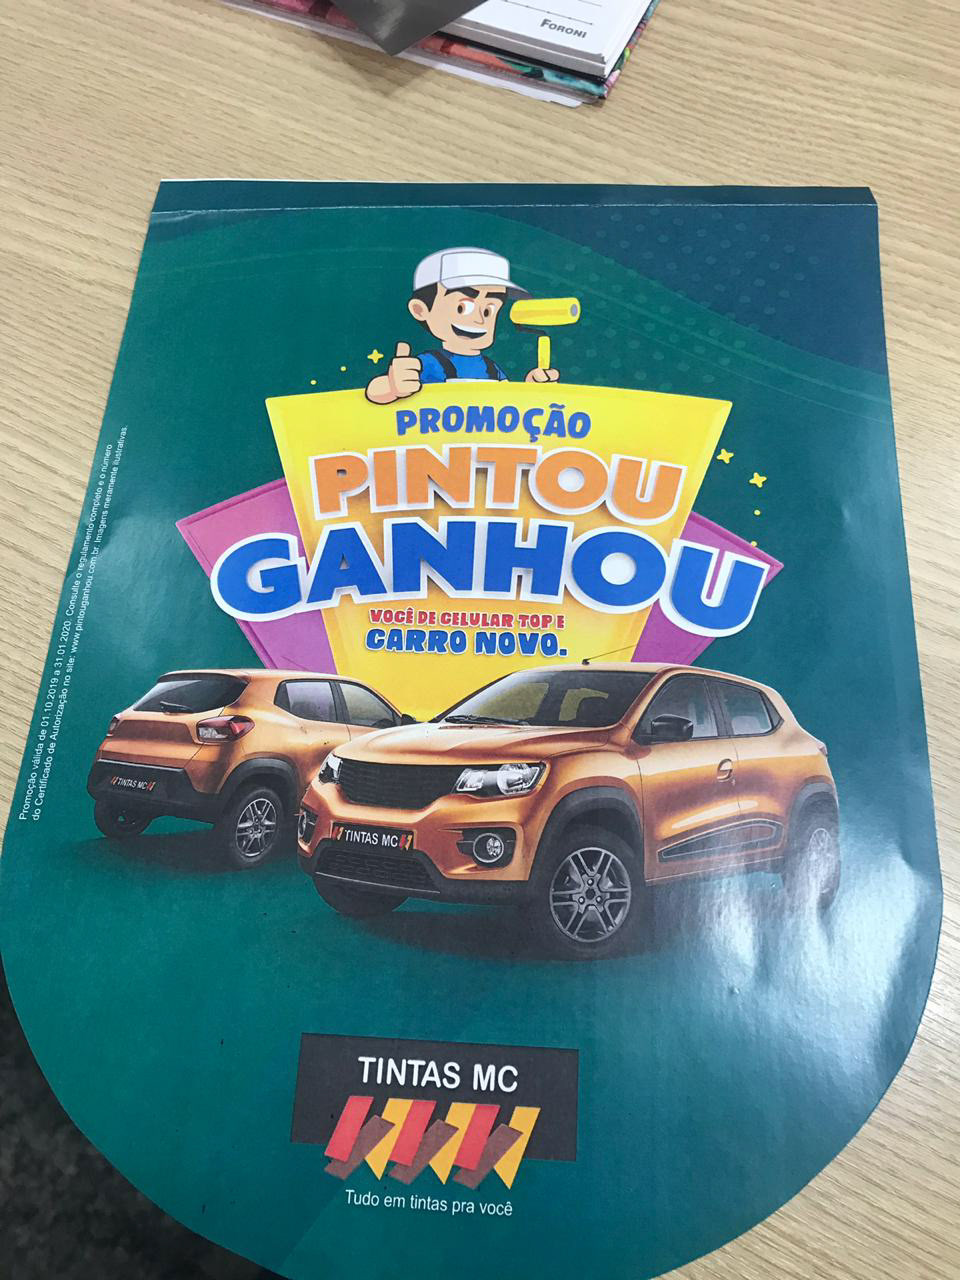 FORONI
PROMOÇÃO
PINTOU
GANHOU
VOCÊ DE CELULAR TOP E
CARRO NOVO.
TINTAS MC
TINTAS MC
TINTAS MC
Tudo em tintas pra você
Promoção válida de 01.10.2019 a 31.01.2020. Consulte o regulamento completo e o número
do Certificado de Autorização no site: www.pintouganhou.com.br Imagens meramente ilustrativas.